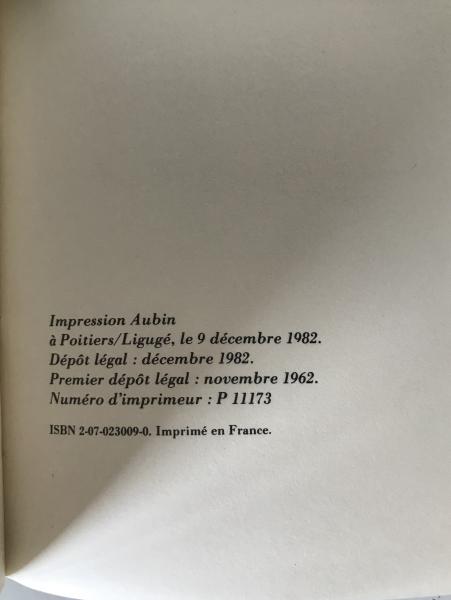 Impression Aubin
à Poitiers/Ligugé, le 9 décembre 1982.
Dépôt légal : décembre 1982.
Premier dépôt légal : novembre 1962.
Numéro d'imprimeur : P 11173
ISBN 2-07-023009-0. Imprimé en France.